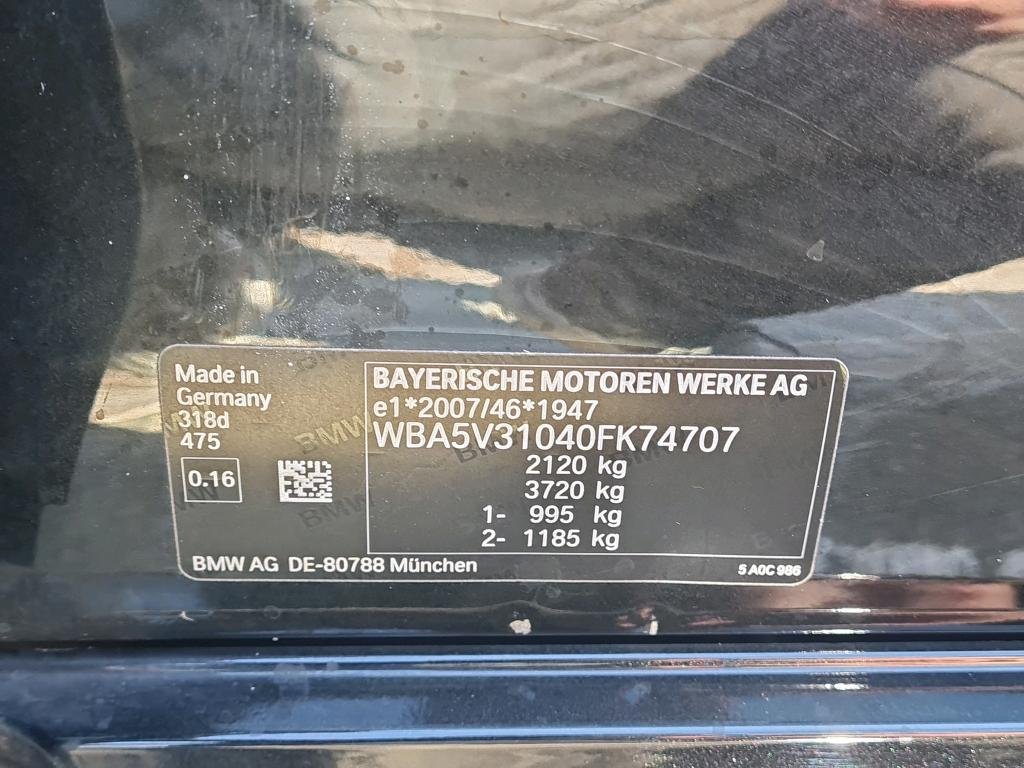 Made in
Germany
318d
475
0.16
BAYERISCHE MOTOREN WERKE AG
e1*2007/46*1947
WBA5V31040FK74707
2120 kg
3720 kg
1- 995 kg
2- 1185 kg
BMW AG DE-80788 München
5 A0C 986